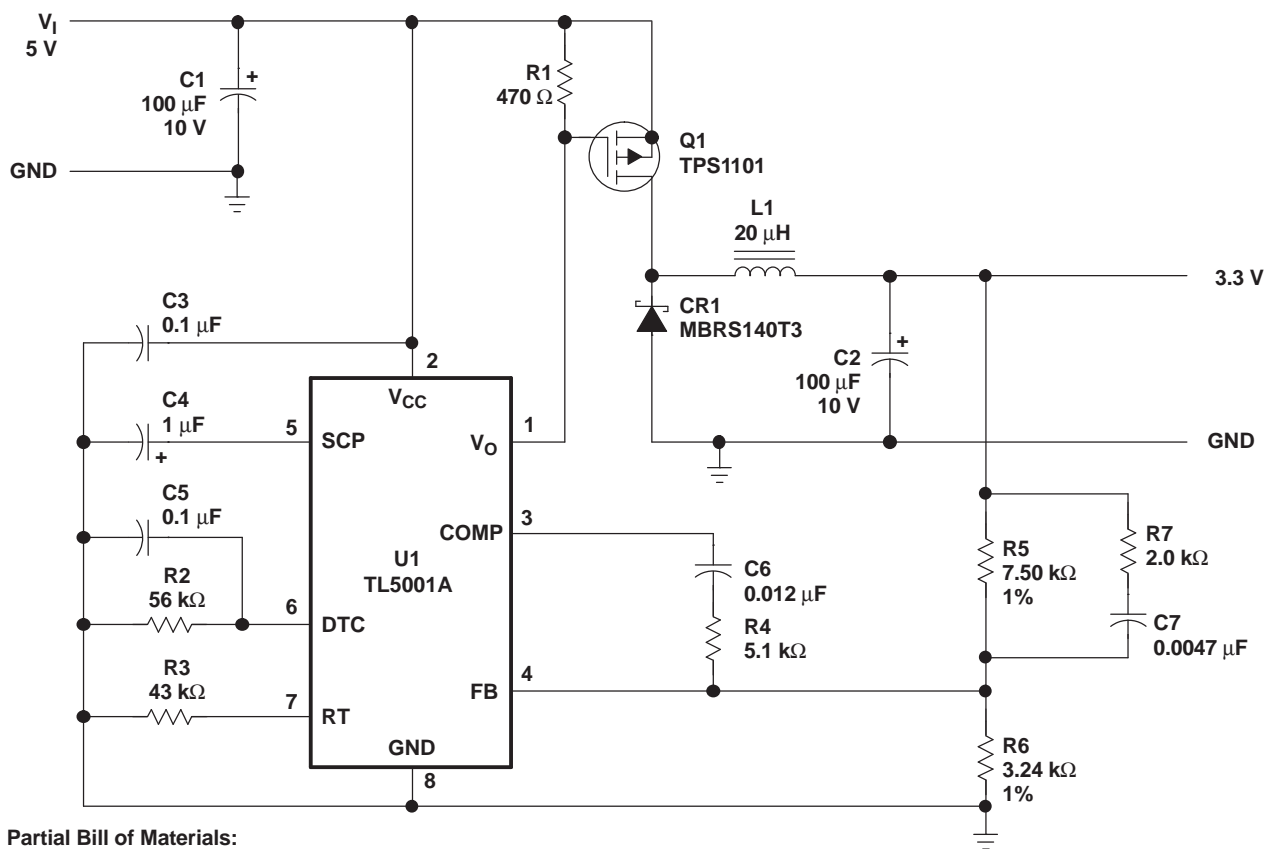 V_I
5 V
GND
C1
100 μF
10 V
+
R1
470 Ω
Q1
TPS1101
L1
20 μH
3.3 V
CR1
MBRS140T3
C2
100 μF
10 V
+
GND
C3
0.1 μF
C4
1 μF
+
C5
0.1 μF
R2
56 kΩ
R3
43 kΩ
2
V_CC
5
SCP
1
V_O
3
COMP
U1
TL5001A
6
DTC
4
FB
7
RT
GND
8
C6
0.012 μF
R4
5.1 kΩ
R5
7.50 kΩ
1%
R7
2.0 kΩ
C7
0.0047 μF
R6
3.24 kΩ
1%
Partial Bill of Materials: